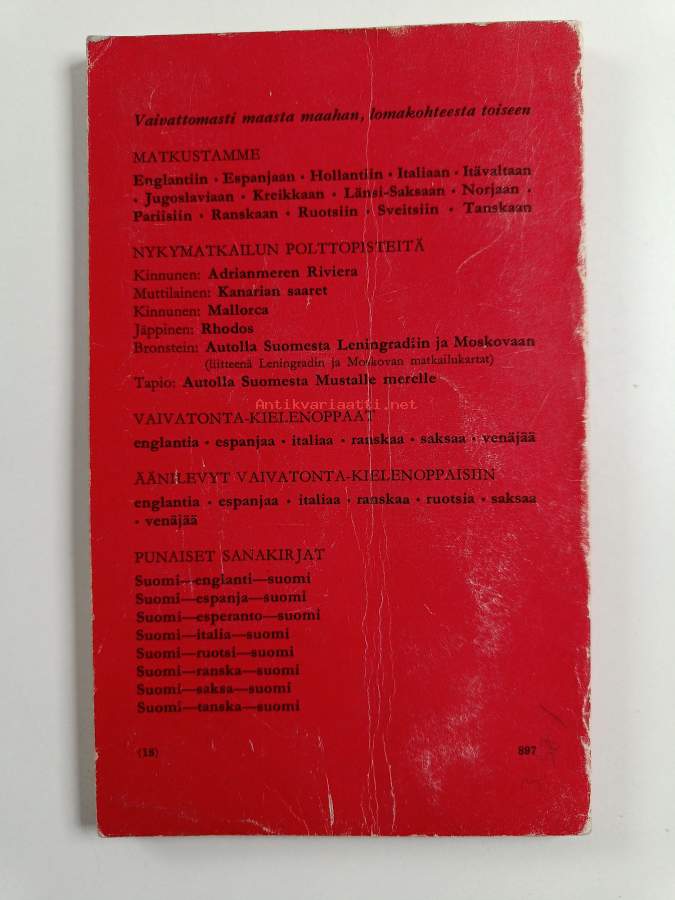 Vaivattomasti maasta maahan, lomakohteesta toiseen
MATKUSTAMME
Englantiin · Espanjaan · Hollantiin · Italiaan · Itävaltaan
· Jugoslaviaan · Kreikkaan · Länsi-Saksaan · Norjaan ·
Pariisiin · Ranskaan · Ruotsiin · Sveitsiin · Tanskaan
NYKYMATKAILUN POLTTOPISTEITÄ
Kinnunen: Adrianmeren Riviera
Muttilainen: Kanarian saaret
Kinnunen: Mallorca
Jäppinen: Rhodos
Bronstein: Autolla Suomesta Leningradiin ja Moskovaan
(liitteenä Leningradin ja Moskovan matkailukartat)
Tapio: Autolla Suomesta Mustalle merelle
Antikvariaatti.net
VAIVATONTA-KIELENOPPAAT
englantia · espanjaa · italiaa · ranskaa · saksaa · venäjää
ÄÄNILEVYT VAIVATONTA-KIELENOPPAISIIN
englantia · espanjaa · italiaa · ranskaa · ruotsia · saksaa
· venäjää
PUNAISET SANAKIRJAT
Suomi—englanti—suomi
Suomi—espanja—suomi
Suomi—esperanto—suomi
Suomi—italia—suomi
Suomi—ruotsi—suomi
Suomi—ranska—suomi
Suomi—saksa—suomi
Suomi—tanska—suomi
(15) 897